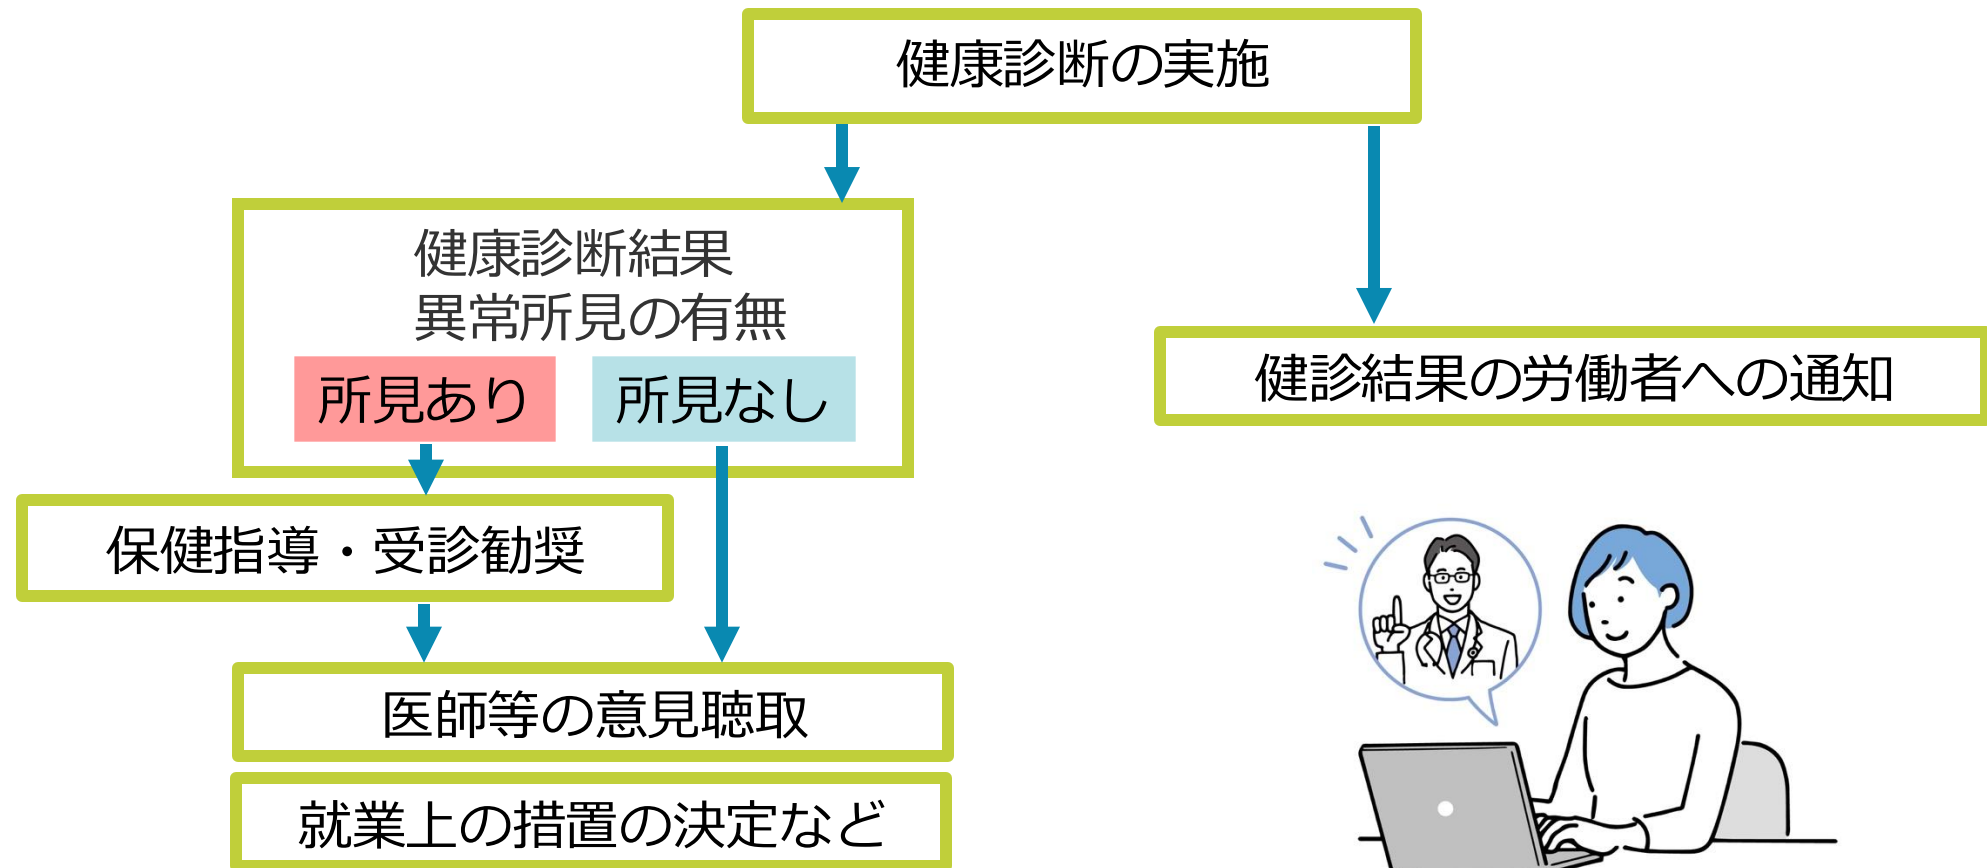 健康診断の実施
健康診断結果
異常所見の有無
所見あり
所見なし
健診結果の労働者への通知
保健指導・受診勧奨
医師等の意見聴取
就業上の措置の決定など